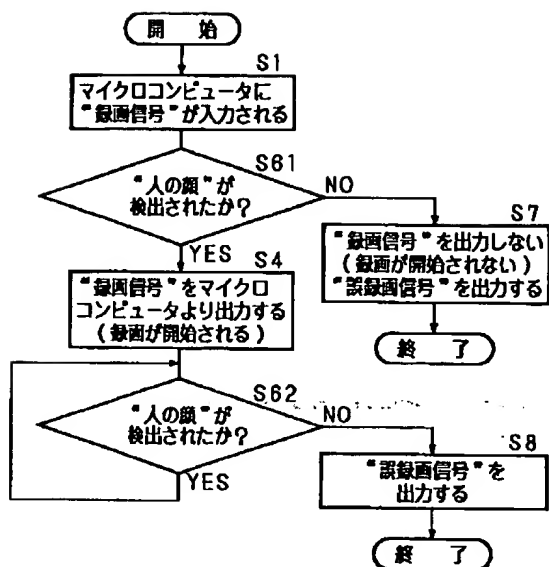 開 始
S1
マイクロコンピュータに
“録画信号”が入力される
S61
“人の顔”が
検出されたか?
NO
YES
S7
“録画信号”を出力しない
(録画が開始されない)
“誤録画信号”を出力する
終 了
S4
“録画信号”をマイクロ
コンピュータより出力する
(録画が開始される)
S62
“人の顔”が
検出されたか?
NO
YES
S8
“誤録画信号”を
出力する
終 了